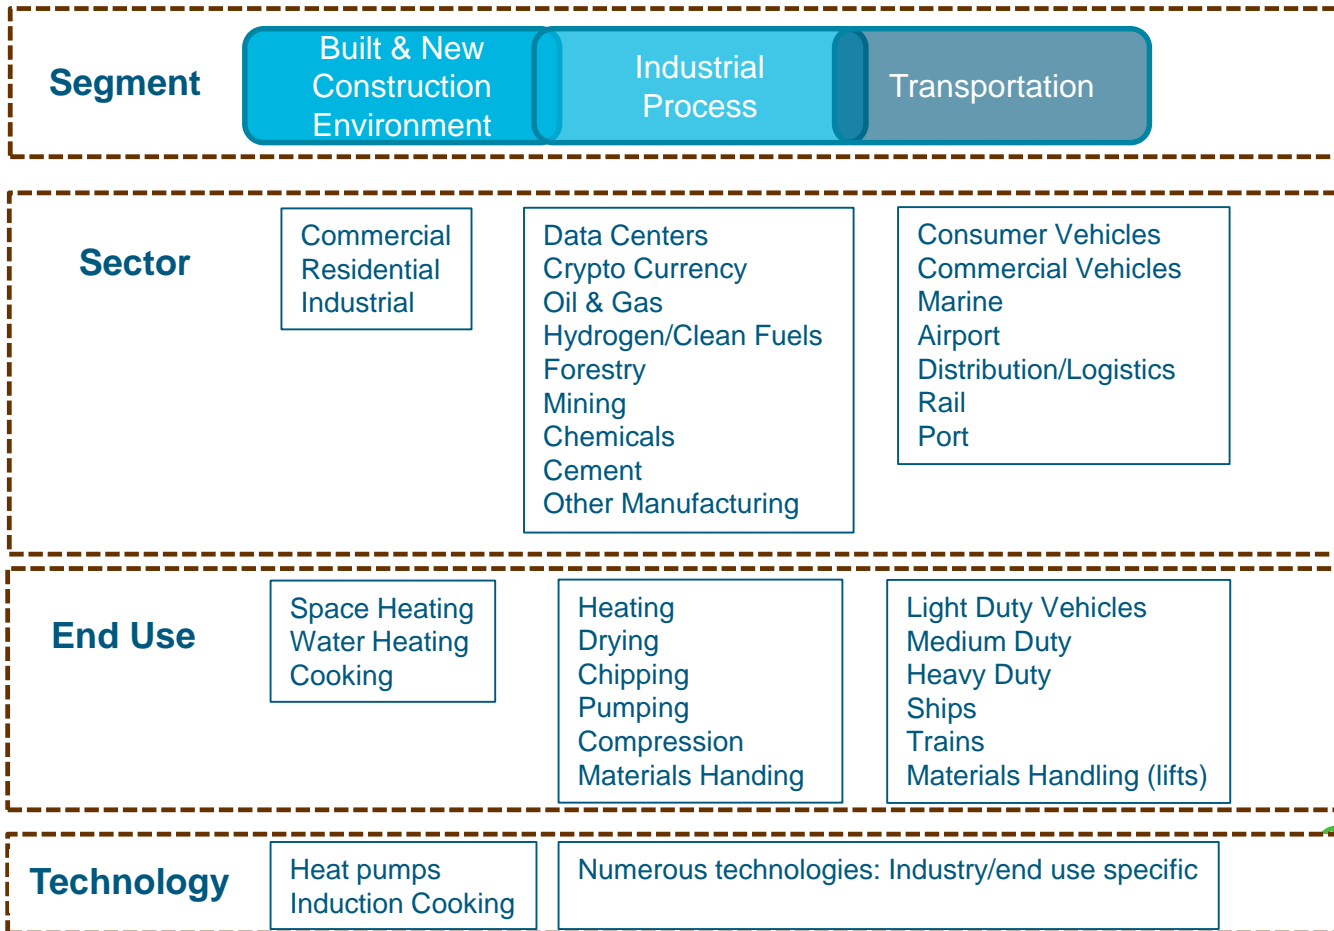 Segment
Built & New
Construction
Environment
Industrial
Process
Transportation
Sector
Commercial
Residential
Industrial
Data Centers
Crypto Currency
Oil & Gas
Hydrogen/Clean Fuels
Forestry
Mining
Chemicals
Cement
Other Manufacturing
Consumer Vehicles
Commercial Vehicles
Marine
Airport
Distribution/Logistics
Rail
Port
End Use
Space Heating
Water Heating
Cooking
Heating
Drying
Chipping
Pumping
Compression
Materials Handing
Light Duty Vehicles
Medium Duty
Heavy Duty
Ships
Trains
Materials Handling (lifts)
Technology
Heat pumps
Induction Cooking
Numerous technologies: Industry/end use specific